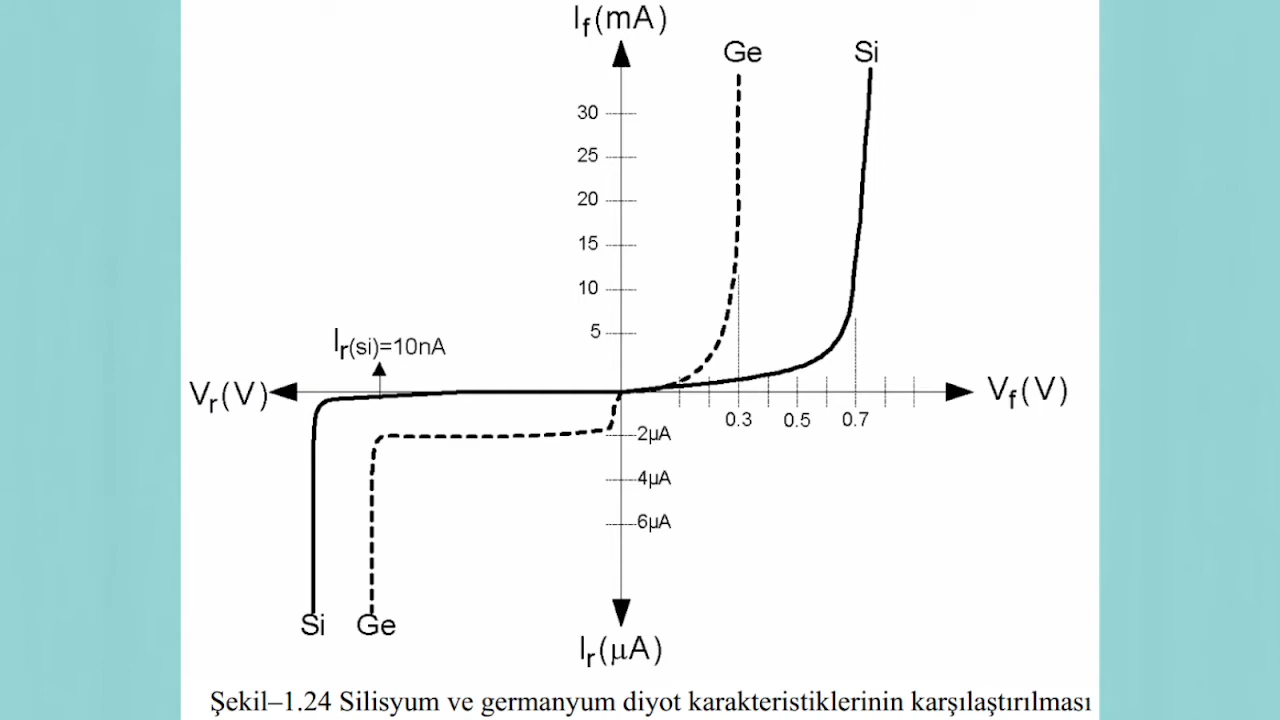 If(mA)
Ge Si
30
25
20
15
10
5
Ir(si)=10nA
Vr(V) Vf(V)
0.3 0.5 0.7
2µA
4µA
6µA
Si Ge
Ir(µA)
Şekil–1.24 Silisyum ve germanyum diyot karakteristiklerinin karşılaştırılması